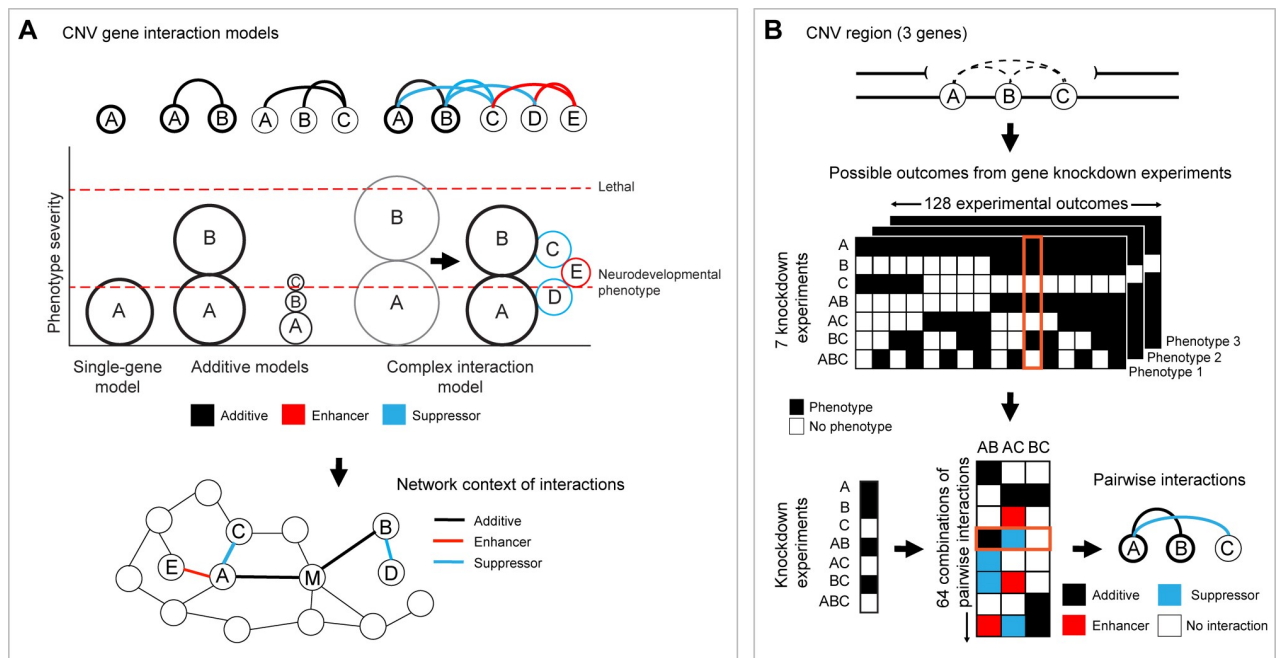 A CNV gene interaction models
A A B A B C A B C D E
Phenotype severity
Lethal
Neurodevelopmental
phenotype
A
B
A
C
B
A
B
A
B
A
C
E
D
Single-gene
model
Additive models
Complex interaction
model
Additive Enhancer Suppressor
Network context of interactions
Additive
Enhancer
Suppressor
C
B
E
A
M
D
B CNV region (3 genes)
A B C
Possible outcomes from gene knockdown experiments
128 experimental outcomes
7 knockdown
experiments
A
B
C
AB
AC
BC
ABC
Phenotype 3
Phenotype 2
Phenotype 1
Phenotype
No phenotype
Knockdown
experiments
A
B
C
AB
AC
BC
ABC
AB AC BC
64 combinations of
pairwise interactions
Pairwise interactions
A B C
Additive Suppressor
Enhancer No interaction